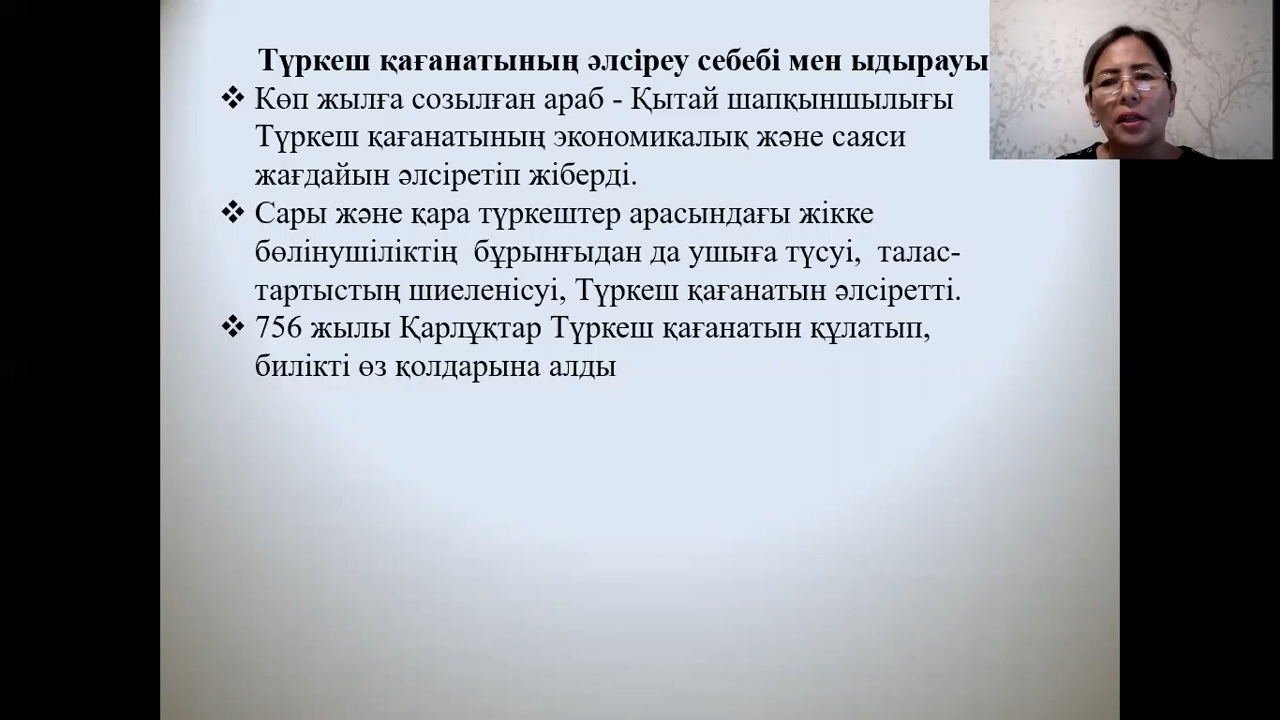 Түркеш қағанатының әлсіреу себебі мен ыдырауы
❖ Көп жылға созылған араб - Қытай шапқыншылығы
Түркеш қағанатының экономикалық және саяси
жағдайын әлсіретіп жіберді.
❖ Сары және қара түркештер арасындағы жікке
бөлінушіліктің бұрынғыдан да ушыға түсуі, талас-
тартыстың шиеленісуі, Түркеш қағанатын әлсіретті.
❖ 756 жылы Қарлұқтар Түркеш қағанатын құлатып,
билікті өз қолдарына алды